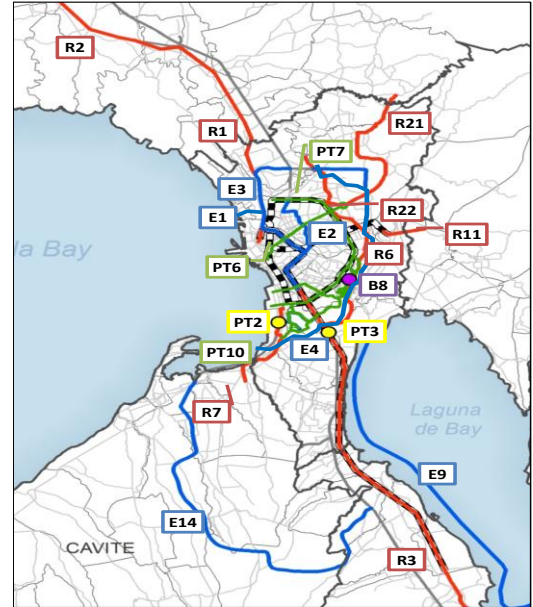 R2
R21
R1
PT7
E3
E1
R22
E2
R11
R6
la Bay
PT6
B8
PT2
PT3
PT10
E4
R7
Laguna
de Bay
E9
E14
CAVITE
R3